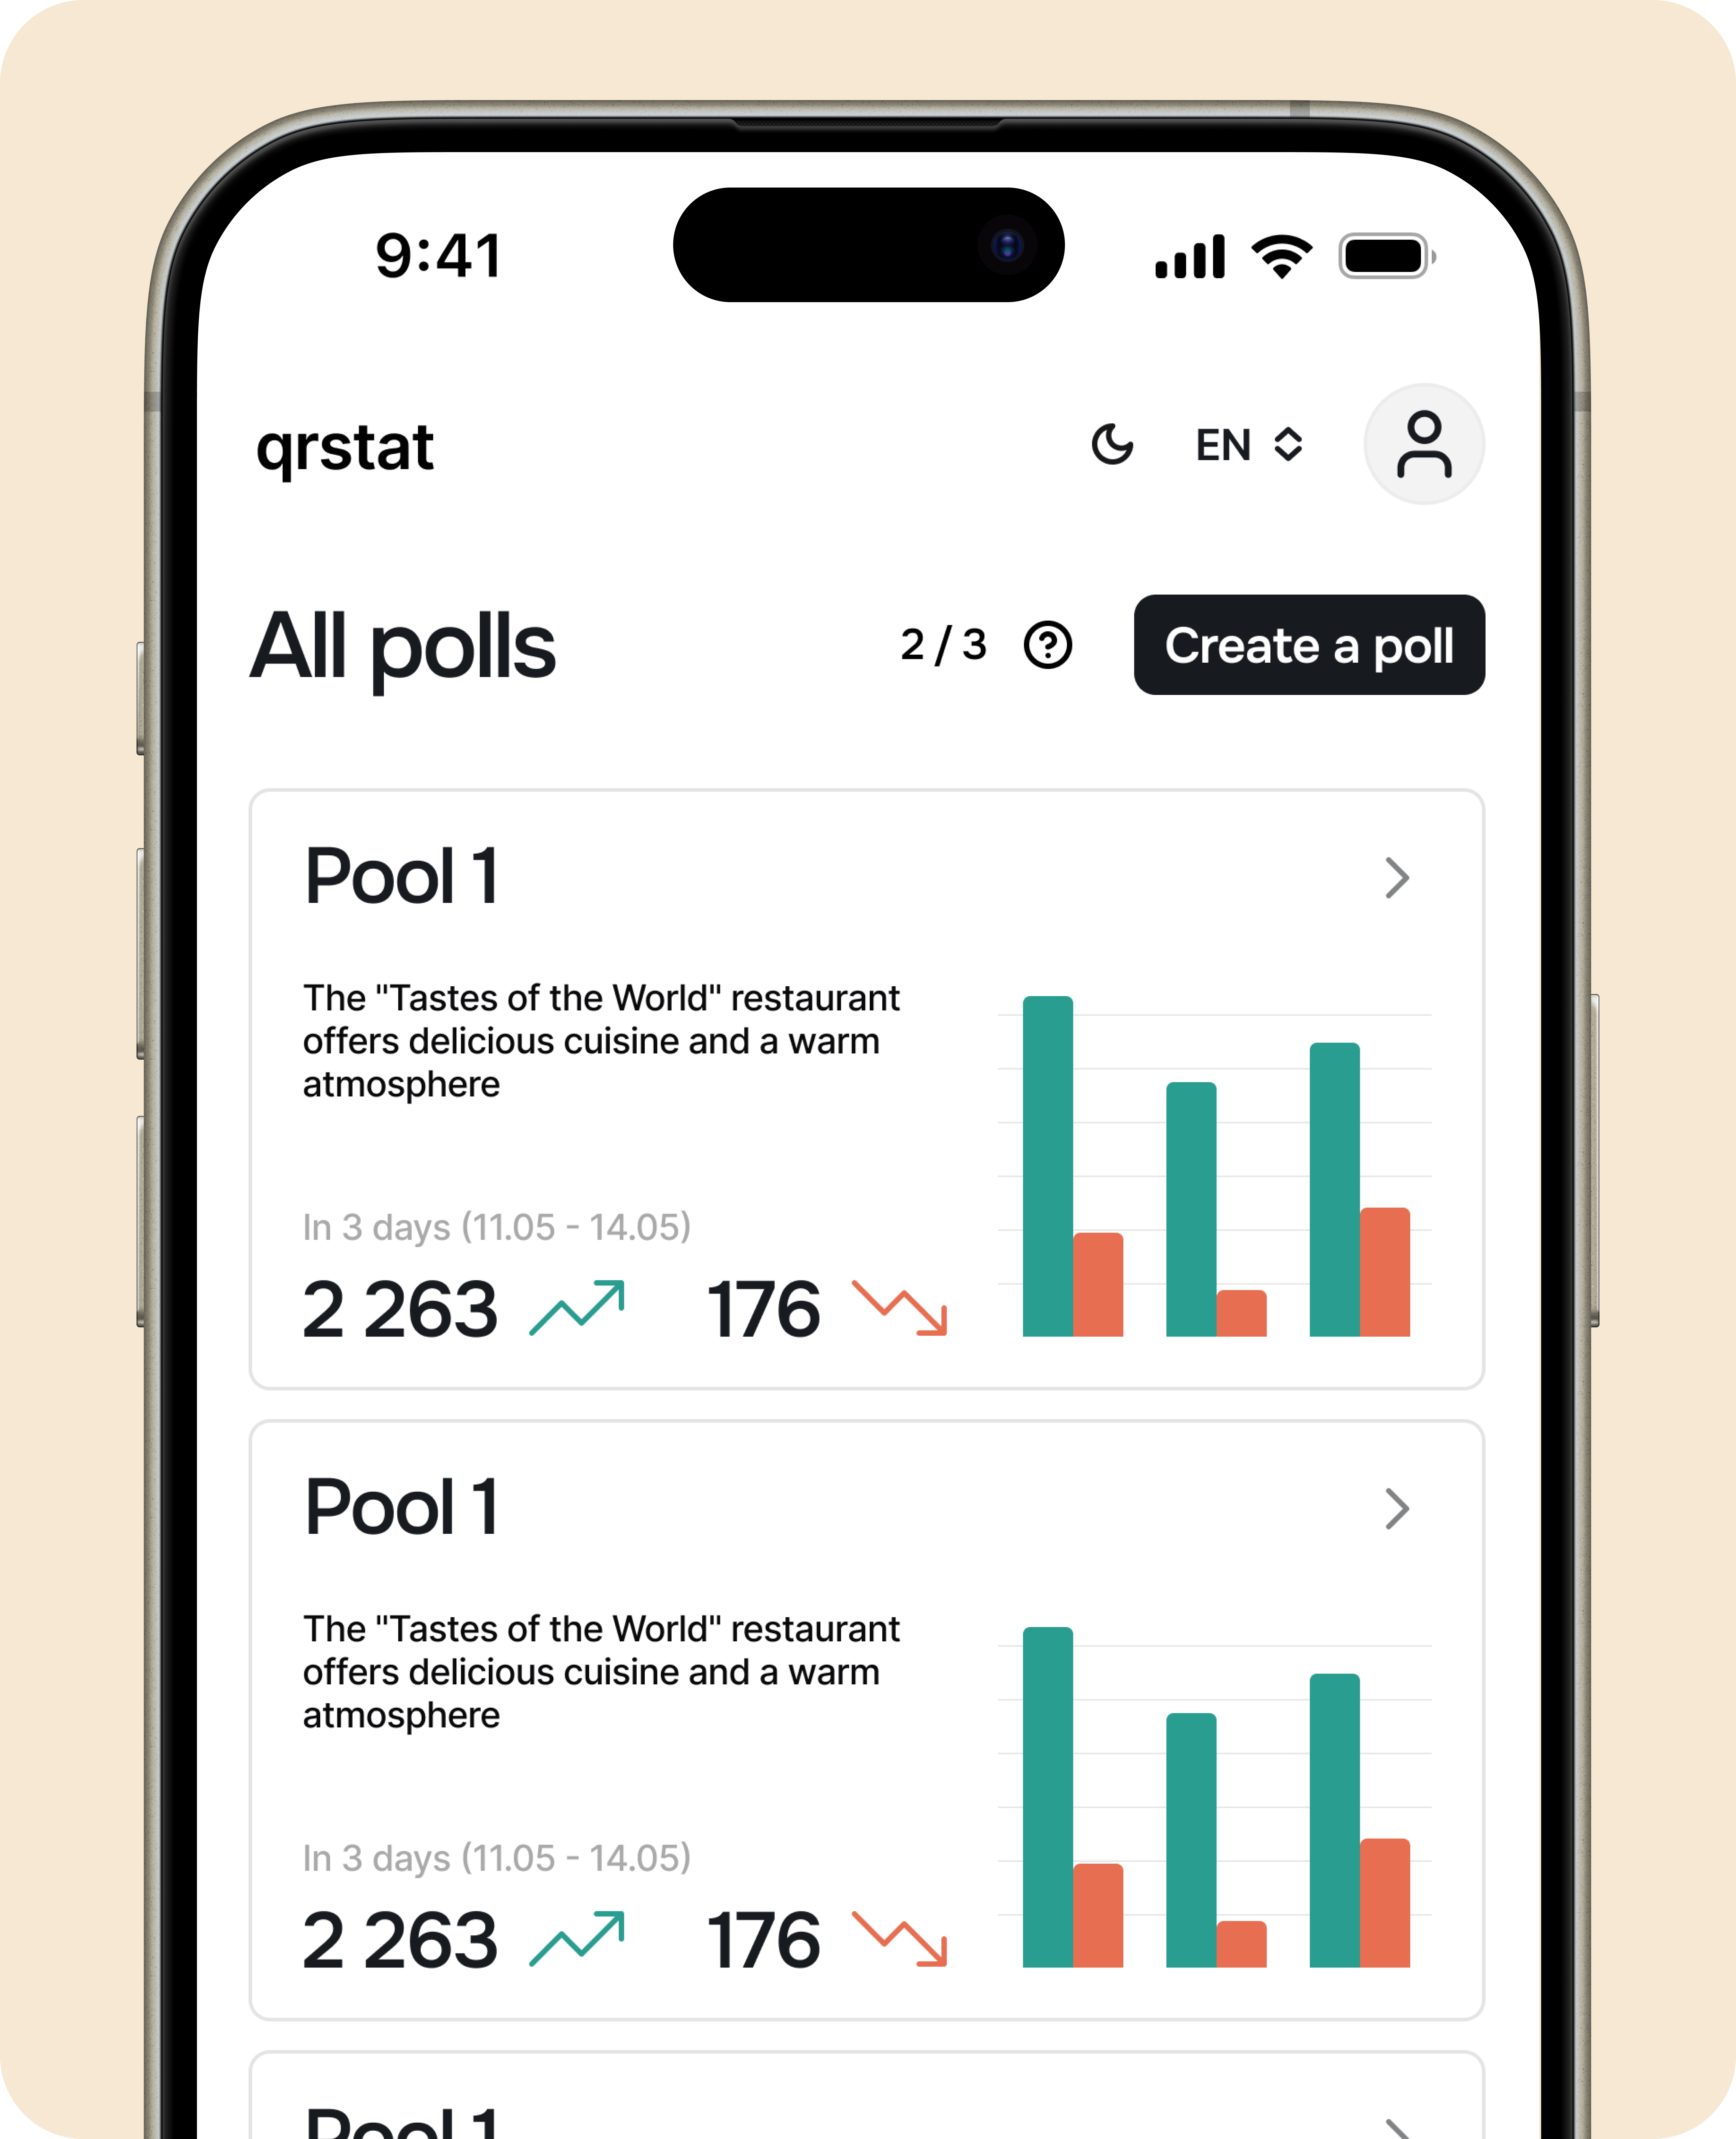 9:41
qrstat
EN
All polls
2 / 3
Create a poll
Pool 1
The "Tastes of the World" restaurant
offers delicious cuisine and a warm
atmosphere
In 3 days (11.05 - 14.05)
2 263
176
Pool 1
The "Tastes of the World" restaurant
offers delicious cuisine and a warm
atmosphere
In 3 days (11.05 - 14.05)
2 263
176
Pool 1